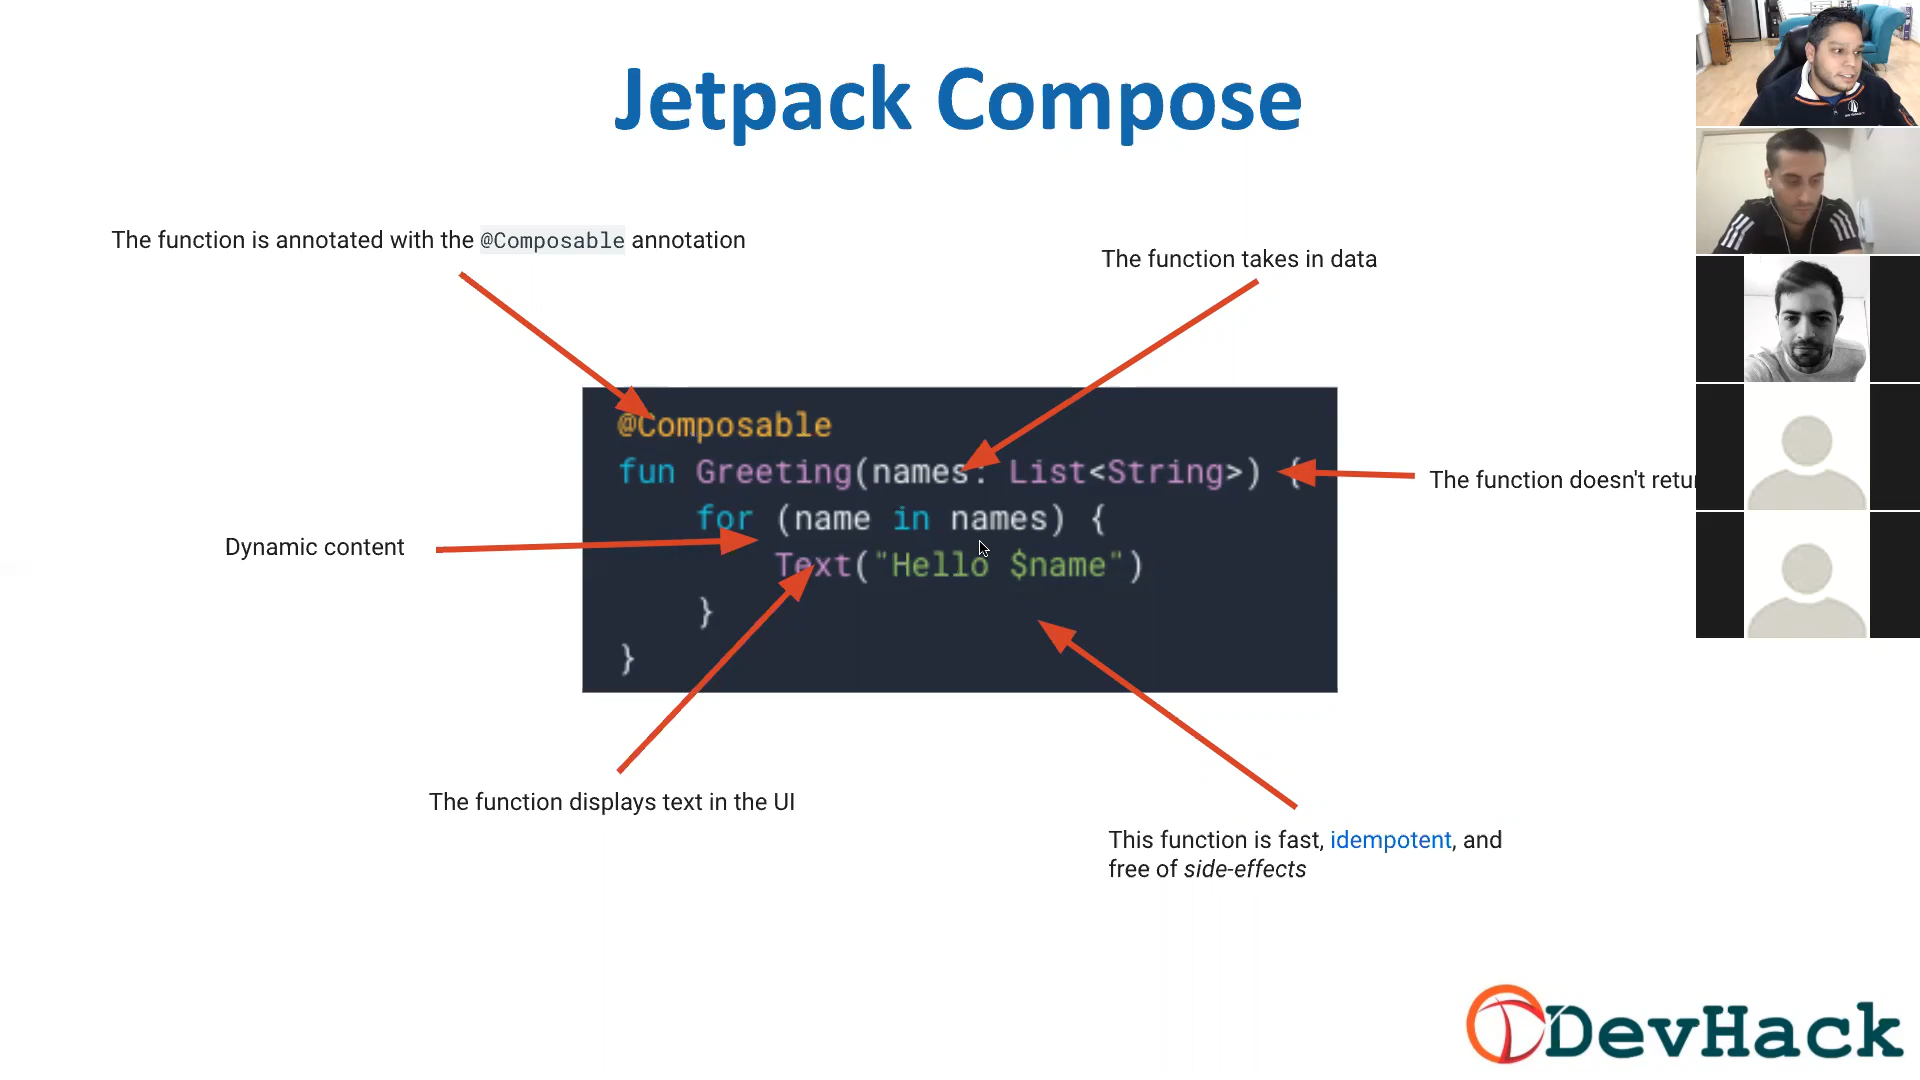 Jetpack Compose
The function is annotated with the @Composable annotation
The function takes in data
@Composable
fun Greeting(names: List<String>) {
The function doesn't
for (name in names) {
Dynamic content
Text("Hello $name")
}
}
The function displays text in the UI
This function is fast, idempotent, and
free of side-effects
DevHack